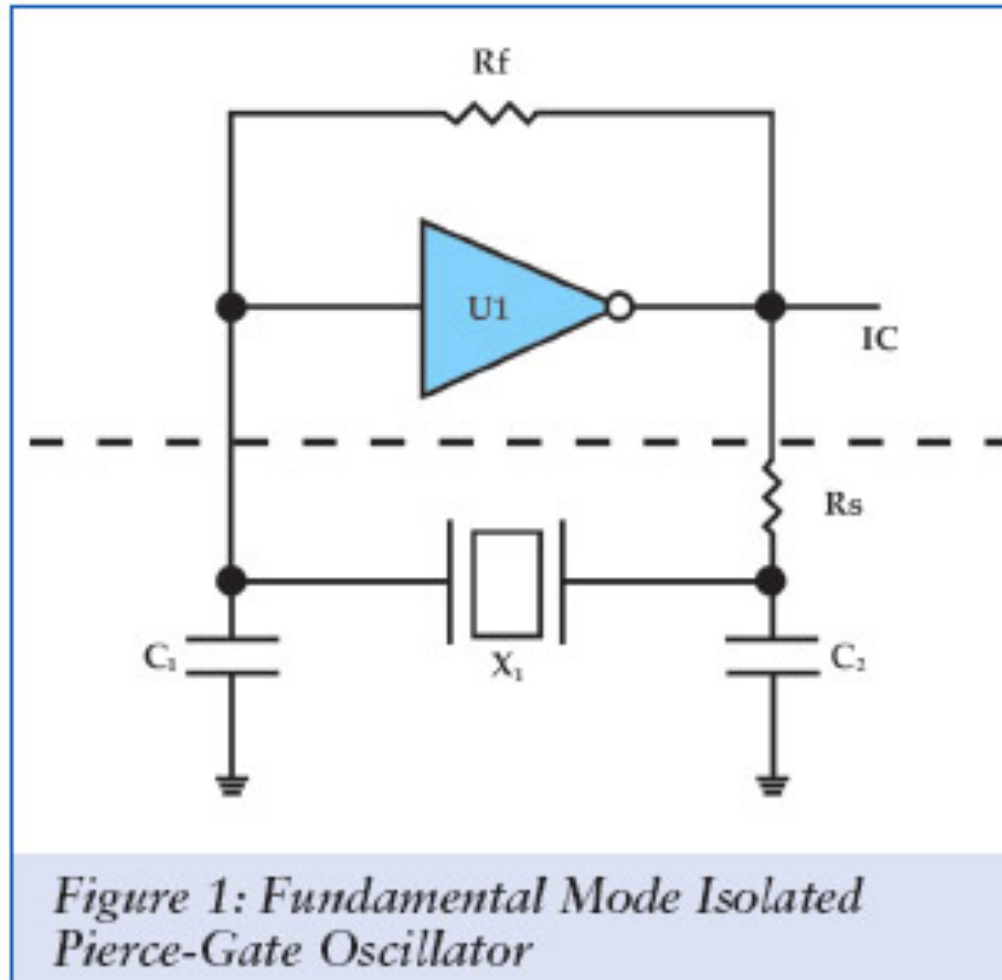 Rf
U1
IC
Rs
C₁
X₁
C₂
Figure 1: Fundamental Mode Isolated
Pierce-Gate Oscillator